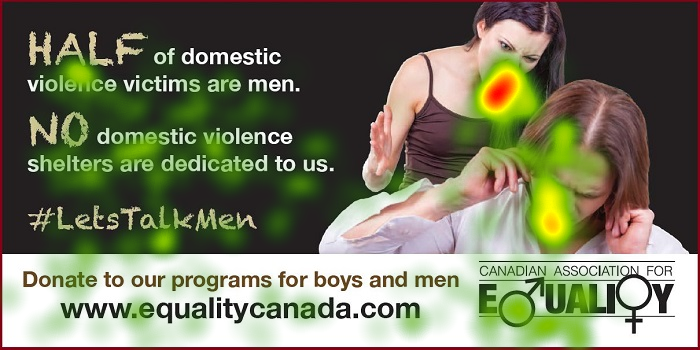 HALF of domestic
violence victims are men.
NO domestic violence
shelters are dedicated to us.
#LetsTalkMen
Donate to our programs for boys and men
www.equalitycanada.com
CANADIAN ASSOCIATION FOR
EQUALITY